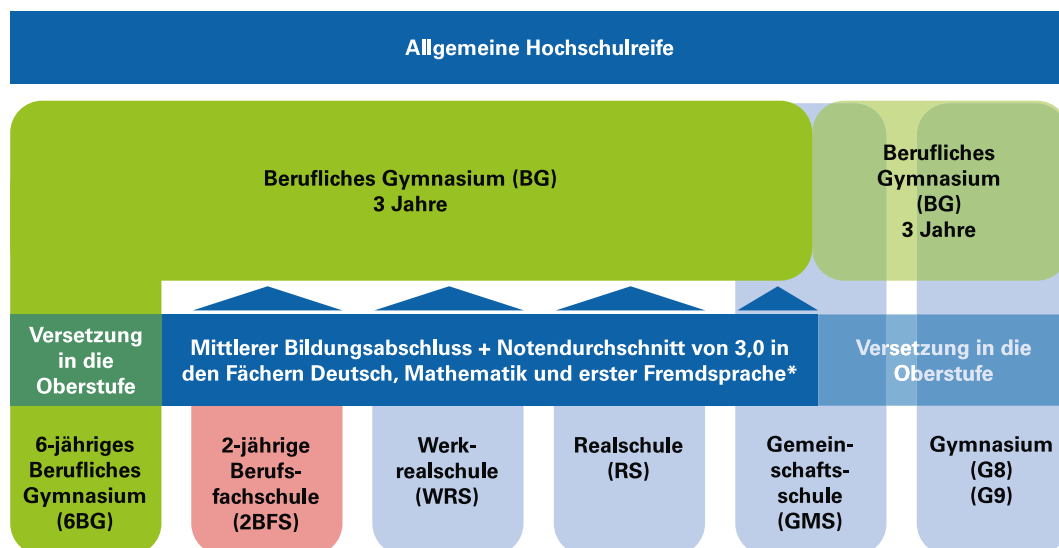 Allgemeine Hochschulreife
Berufliches Gymnasium (BG)
3 Jahre
Berufliches
Gymnasium
(BG)
3 Jahre
Versetzung
in die
Oberstufe
Mittlerer Bildungsabschluss + Notendurchschnitt von 3,0 in
den Fächern Deutsch, Mathematik und erster Fremdsprache*
Versetzung in die
Oberstufe
6-jähriges
Berufliches
Gymnasium
(6BG)
2-jährige
Berufs-
fachschule
(2BFS)
Werk-
realschule
(WRS)
Realschule
(RS)
Gemein-
schafts-
schule
(GMS)
Gymnasium
(G8)
(G9)